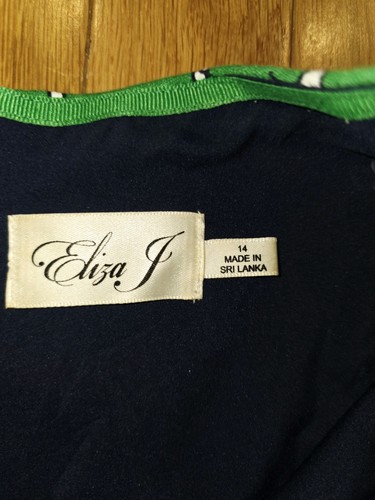 Eliza J
14
MADE IN
SRI LANKA